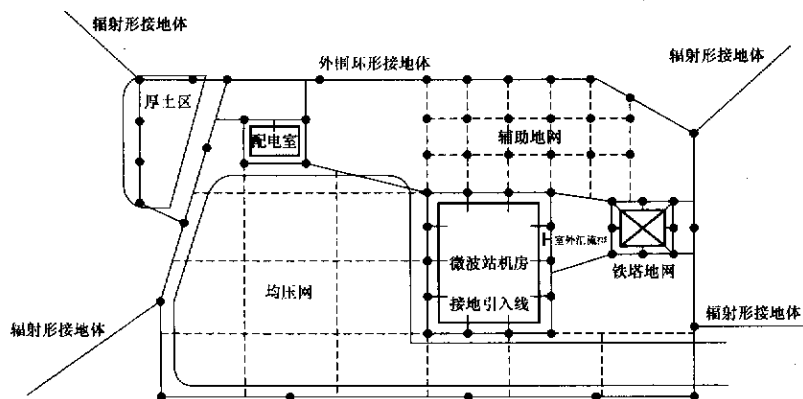 辐射形接地体
外侧环形接地体
辐射形接地体
厚土区
配电室
辅助地网
室外汇流排
微波站机房
铁塔地网
均压网
接地引入线
辐射形接地体
辐射形接地体